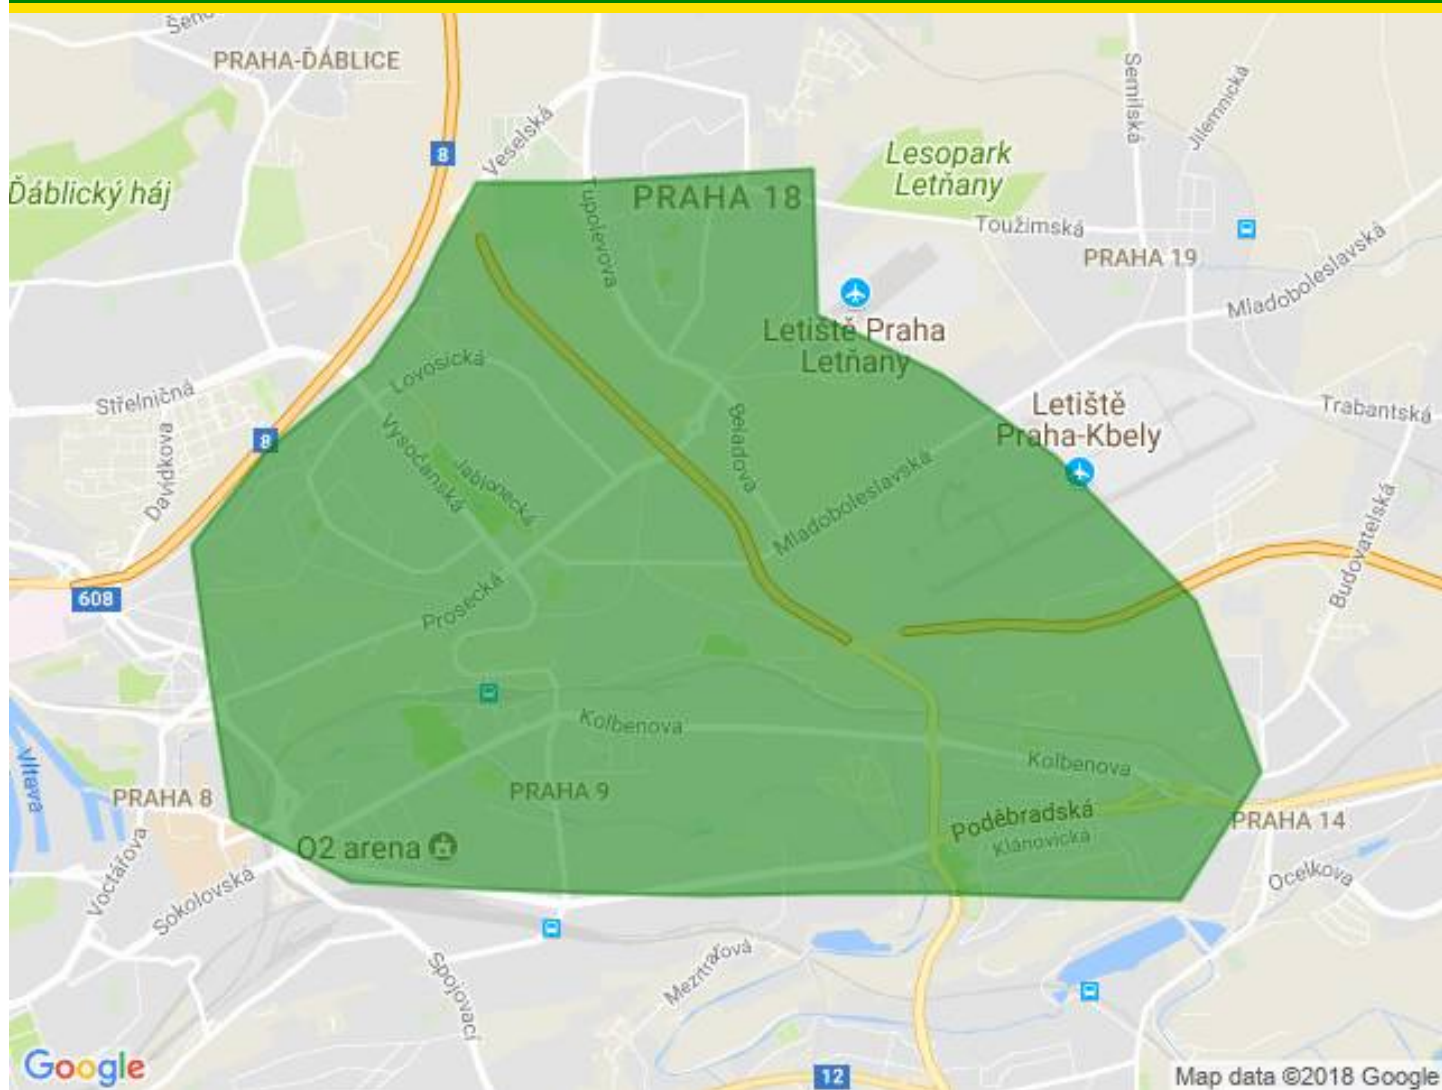 Šeno
PRAHA-ĎÁBLICE
8
Veselská
Semilská
Jilemnická
Ďáblický háj
Lesopark
Letňany
PRAHA 18
Tupolevova
Toužimská
PRAHA 19
Mladoboleslavská
Letiště Praha
Letňany
Lovosická
Střelničná
Davídkova
8
Vysočanská
Jablonecká
Beladova
Mladoboleslavská
Letiště
Praha-Kbely
Trabantská
Budovatelská
608
Prosecká
Kolbenova
Kolbenova
Vltava
PRAHA 8
PRAHA 9
Poděbradská
Klánovická
PRAHA 14
O2 arena
Voctářova
Sokolovská
Ocelkova
Spojovací
Google
12
Map data ©2018 Google